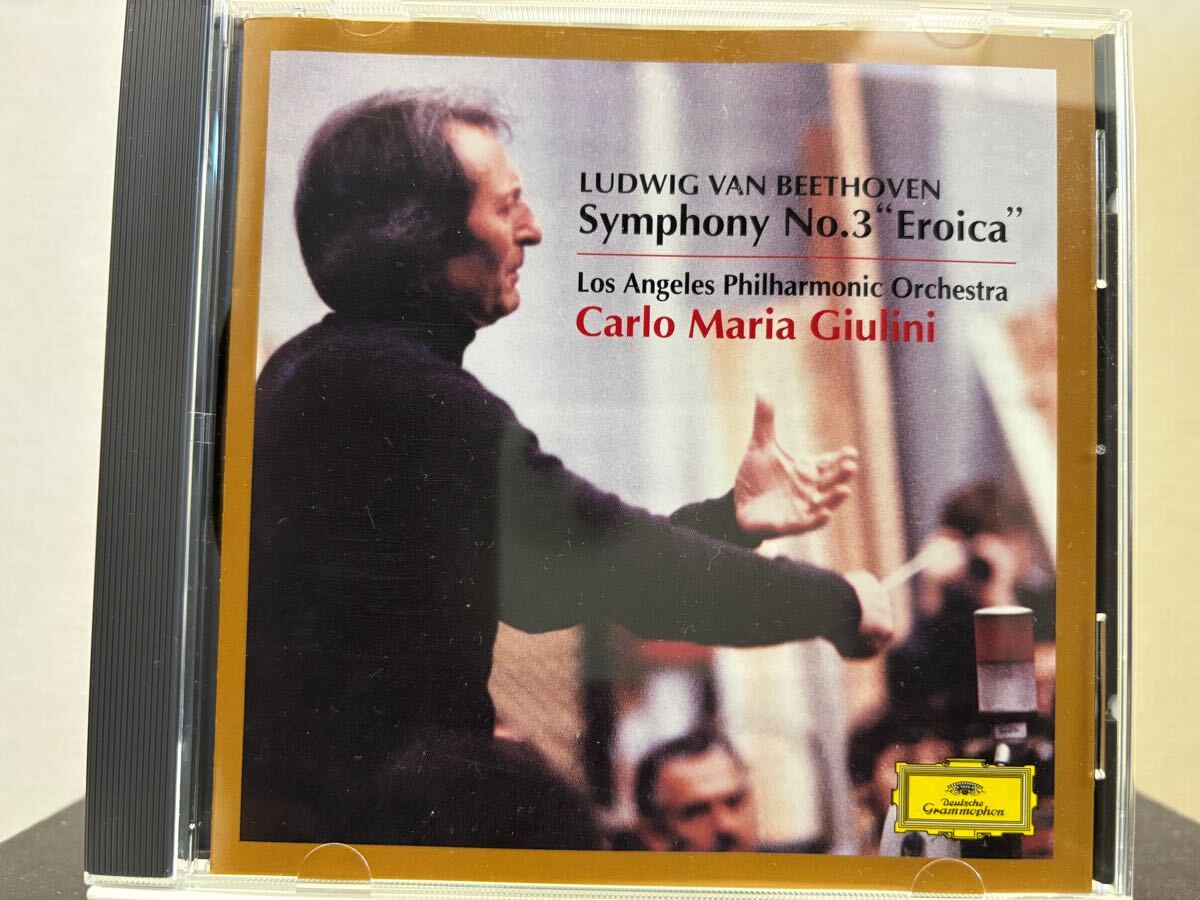 LUDWIG VAN BEETHOVEN
Symphony No.3 “Eroica”
Los Angeles Philharmonic Orchestra
Carlo Maria Giulini
Deutsche
Grammophon